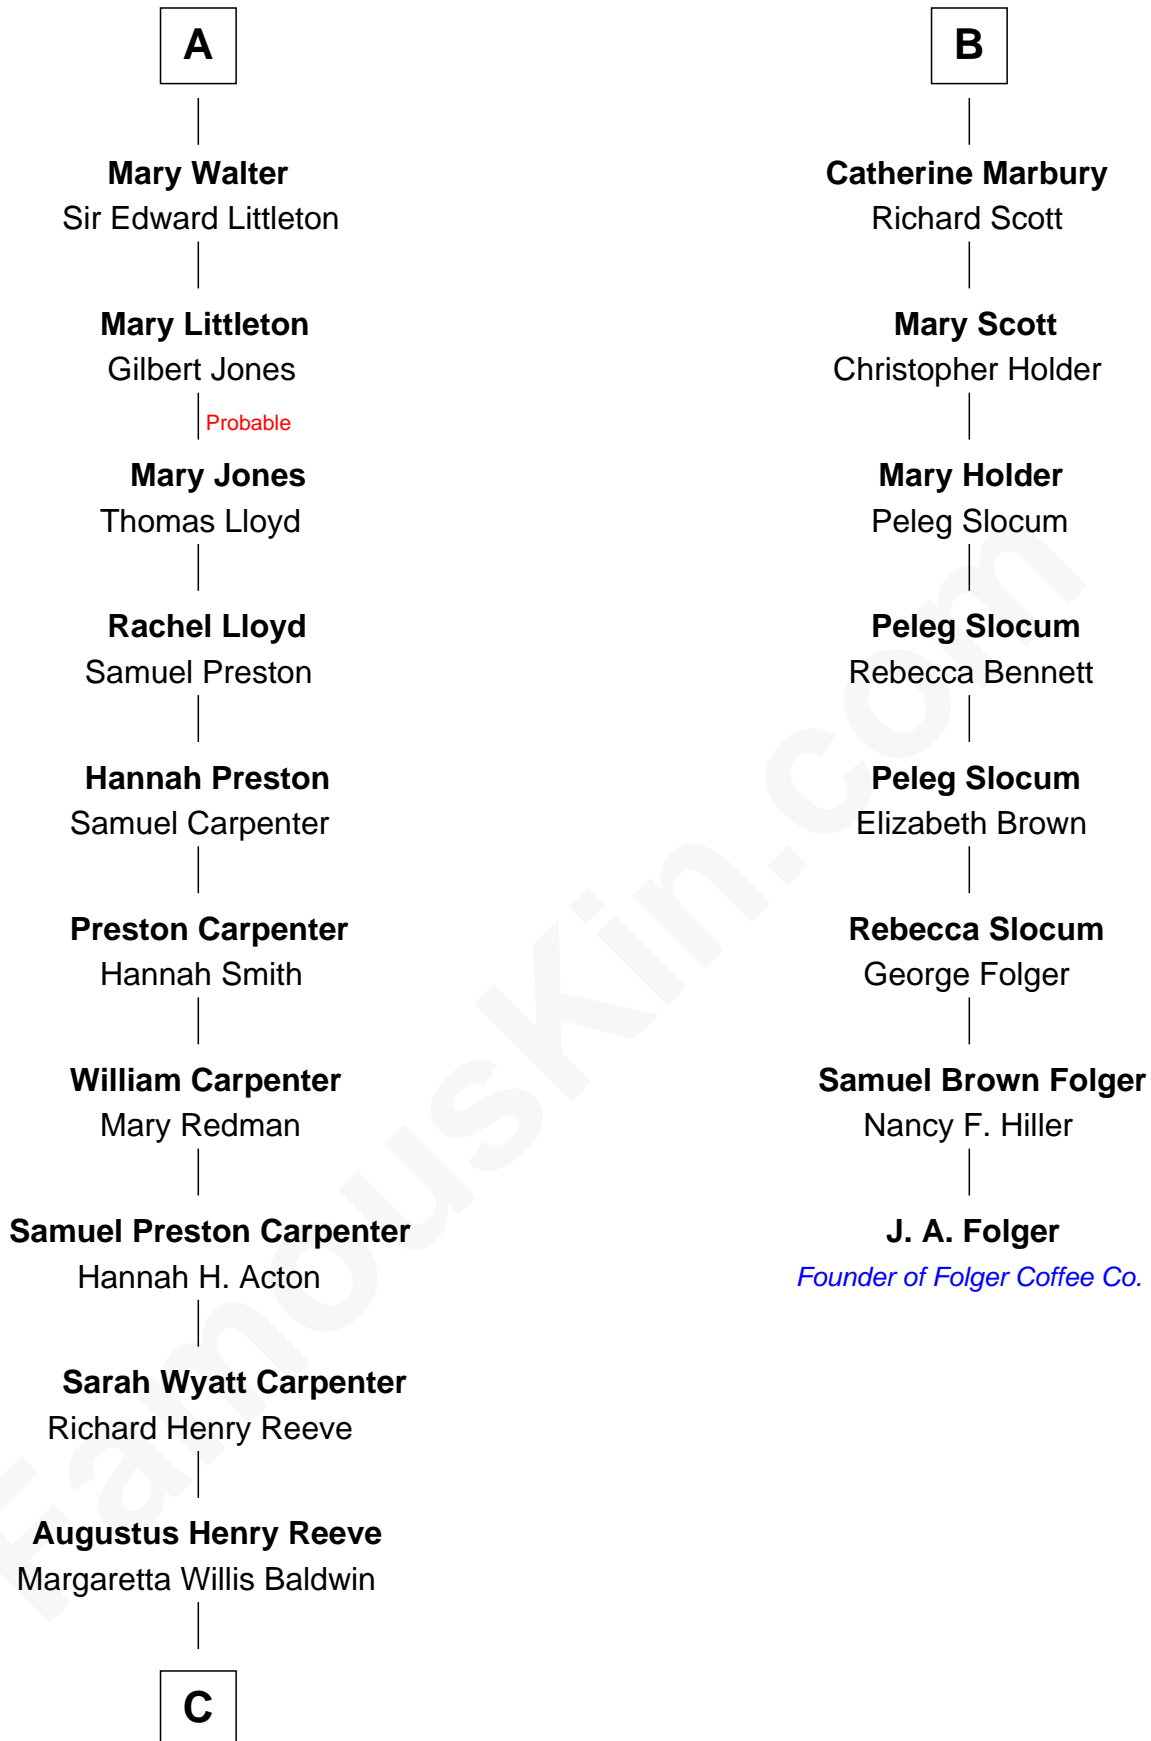 A
Mary Walter
Sir Edward Littleton
Mary Littleton
Gilbert Jones
Probable
Mary Jones
Thomas Lloyd
Rachel Lloyd
Samuel Preston
Hannah Preston
Samuel Carpenter
Preston Carpenter
Hannah Smith
William Carpenter
Mary Redman
Samuel Preston Carpenter
Hannah H. Acton
Sarah Wyatt Carpenter
Richard Henry Reeve
Augustus Henry Reeve
Margaretta Willis Baldwin
C
B
Catherine Marbury
Richard Scott
Mary Scott
Christopher Holder
Mary Holder
Peleg Slocum
Peleg Slocum
Rebecca Bennett
Peleg Slocum
Elizabeth Brown
Rebecca Slocum
George Folger
Samuel Brown Folger
Nancy F. Hiller
J. A. Folger
Founder of Folger Coffee Co.
FamousKin.com